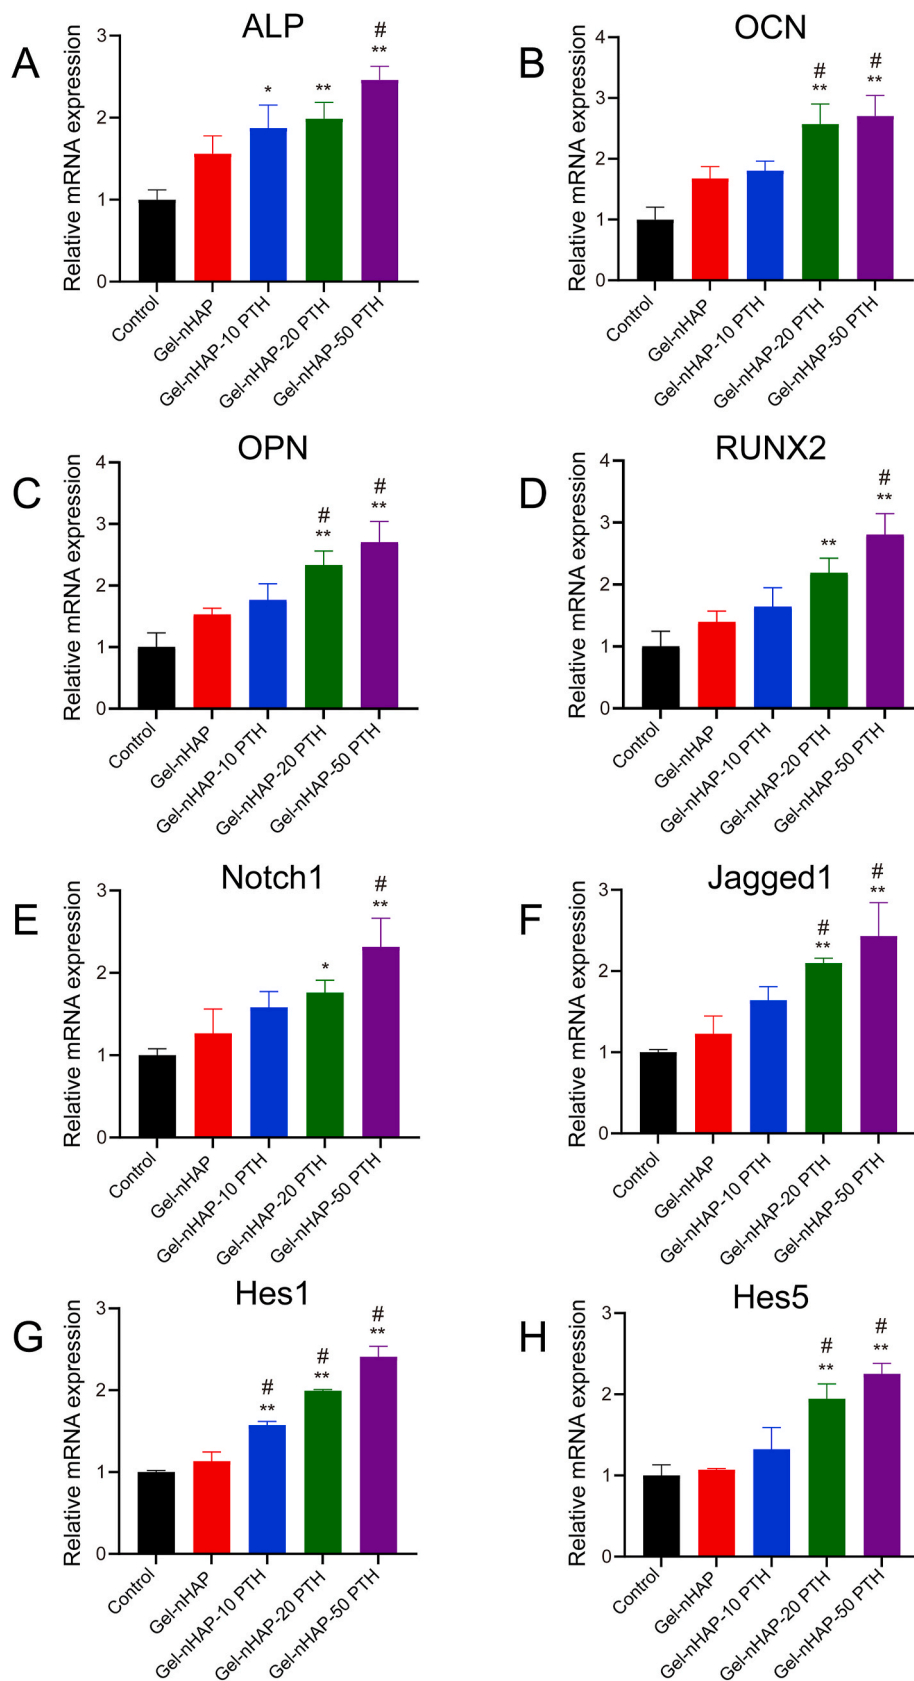 A
ALP
Relative mRNA expression
3
2
1
0
*
**
#
**
Control
Gel-nHAP
Gel-nHAP-10 PTH
Gel-nHAP-20 PTH
Gel-nHAP-50 PTH
B
OCN
Relative mRNA expression
4
3
2
1
0
#
**
#
**
Control
Gel-nHAP
Gel-nHAP-10 PTH
Gel-nHAP-20 PTH
Gel-nHAP-50 PTH
C
OPN
Relative mRNA expression
4
3
2
1
0
#
**
#
**
Control
Gel-nHAP
Gel-nHAP-10 PTH
Gel-nHAP-20 PTH
Gel-nHAP-50 PTH
D
RUNX2
Relative mRNA expression
4
3
2
1
0
**
#
**
Control
Gel-nHAP
Gel-nHAP-10 PTH
Gel-nHAP-20 PTH
Gel-nHAP-50 PTH
E
Notch1
Relative mRNA expression
3
2
1
0
*
#
**
Control
Gel-nHAP
Gel-nHAP-10 PTH
Gel-nHAP-20 PTH
Gel-nHAP-50 PTH
F
Jagged1
Relative mRNA expression
3
2
1
0
#
**
#
**
Control
Gel-nHAP
Gel-nHAP-10 PTH
Gel-nHAP-20 PTH
Gel-nHAP-50 PTH
G
Hes1
Relative mRNA expression
3
2
1
0
#
**
#
**
#
**
Control
Gel-nHAP
Gel-nHAP-10 PTH
Gel-nHAP-20 PTH
Gel-nHAP-50 PTH
H
Hes5
Relative mRNA expression
3
2
1
0
#
**
#
**
Control
Gel-nHAP
Gel-nHAP-10 PTH
Gel-nHAP-20 PTH
Gel-nHAP-50 PTH